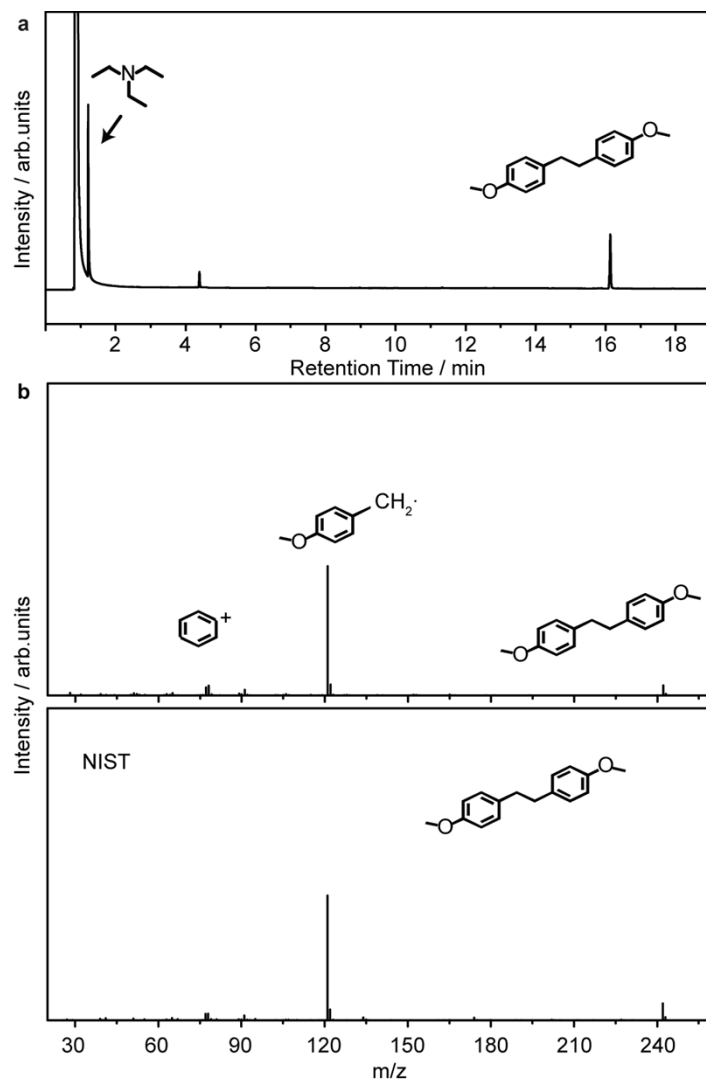 a
N
O
O
Intensity / arb.units
2 4 6 8 10 12 14 16 18
Retention Time / min
b
CH2·
O
+
O
O
Intensity / arb.units
NIST
O
O
30 60 90 120 150 180 210 240
m/z